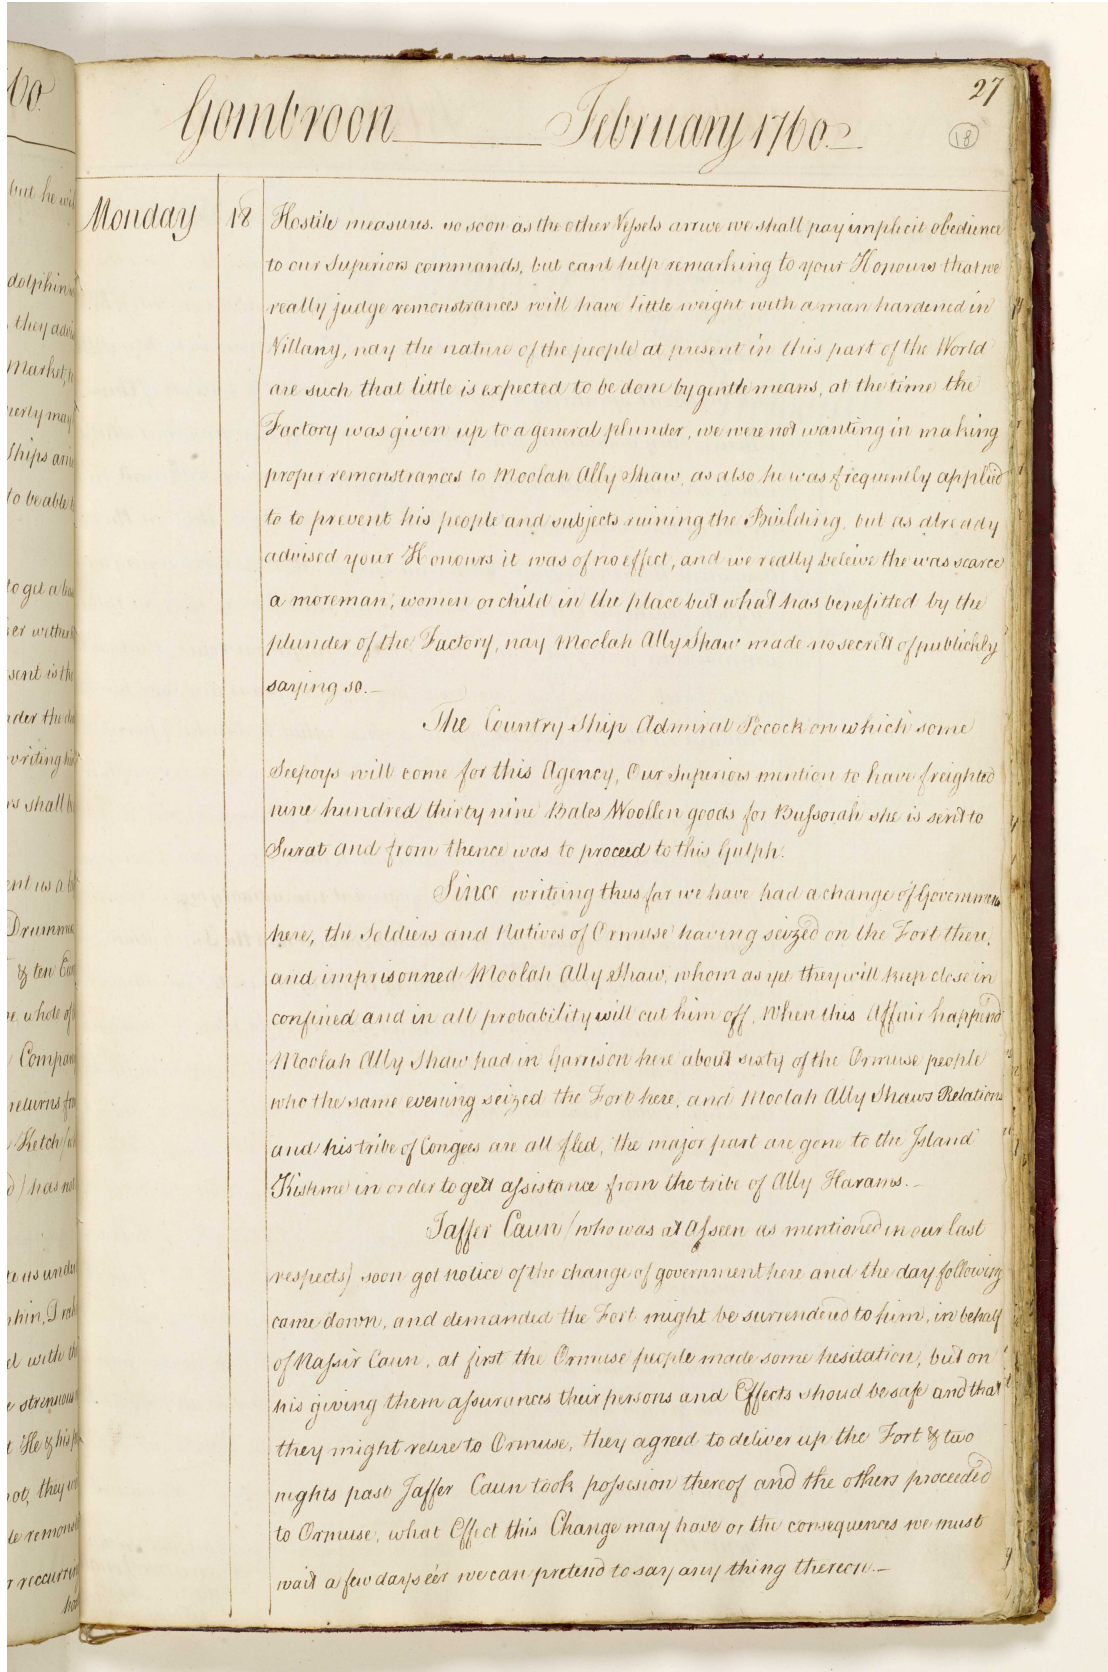 27
Gombroon February 1760.
18
Monday 18 Hostile measures. so soon as the other Vessels arrive we shall pay implicit obedience
to our Superiors commands, but cant help remarking to your Honours that we
really judge remonstrances will have little weight with a man hardened in
Villany, nay the nature of the people at present in this part of the World
are such that little is expected to be done by gentle means, at the time the
Factory was given up to a general plunder, we were not wanting in making
proper remonstrances to Moolah Ally Shaw, as also he was frequently applied
to to prevent his people and subjects ruining the Building, but as already
advised your Honours it was of no effect, and we really beleive the was scarce
a more man, women or child in the place but what has benefitted by the
plunder of the Factory, nay Moolah Ally Shaw made no secrett of publickly
saying so.—
The Country Ship Admiral Pocock on which some
Seepoys will come for this Agency, Our Superiors mention to have freighted
nine hundred thirty nine Bales Woollen goods for Bussorah she is sent to
Surat and from thence was to proceed to this Gulph.
Since writeing thus far we have had a change of Government
here, the Soldiers and Natives of Ormuse having seized on the Fort there,
and imprisonned Moolah Ally Shaw, whom as yet they will keep close in
confined and in all probability will cut him off, When this Affair happend
Moolah Ally Shaw had in Garrison here about sixty of the Ormuse people
who the same evening seized the Fort here, and Moolah Ally Shaws Relations
and his tribe of Congees are all fled, the major part are gone to the Island
Kishme in order to gett assistance from the tribe of Ally Harams.—
Jaffer Caun (who was at Asseen as mentioned in our last
respects) soon got notice of the change of government here and the day following
came down, and demanded the Fort might be surrendered to him, in behalf
of Nassir Caun, at first the Ormuse people made some hesitation, but on
his giving them assurances their persons and Effects shoud be safe and that
they might retire to Ormuse, they agreed to deliver up the Fort & two
nights past Jaffer Caun took possesion thereof and the others proceeded
to Ormuse, what Effect this Change may have or the consequences we must
wait a few days e'er we can pretend to say any thing thereon.—